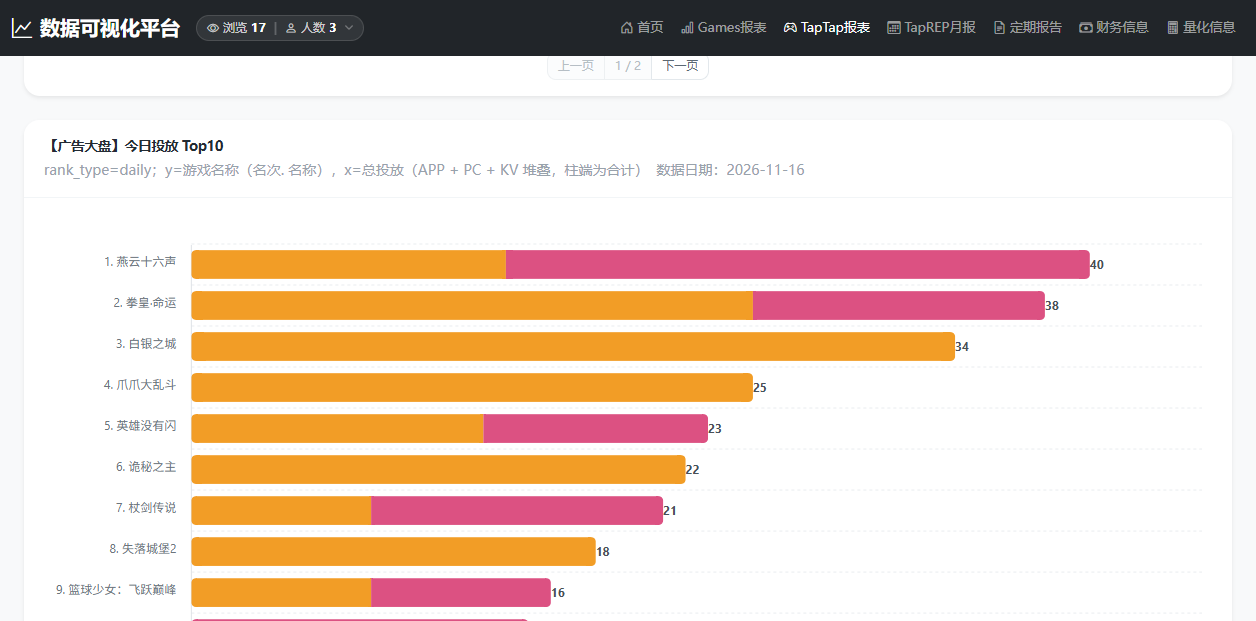 数据可视化平台 浏览 17 | 人数 3 首页 Games报表 TapTap报表 TapREP月报 定期报告 财务信息 量化信息
上一页 1 / 2 下一页
【广告大盘】今日投放 Top10
rank_type=daily；y=游戏名称（名次. 名称），x=总投放（APP + PC + KV 堆叠，柱端为合计） 数据日期：2026-11-16
1. 燕云十六声 40
2. 拳皇·命运 38
3. 白银之城 34
4. 爪爪大乱斗 25
5. 英雄没有闪 23
6. 诡秘之主 22
7. 杖剑传说 21
8. 失落城堡2 18
9. 篮球少女：飞跃巅峰 16